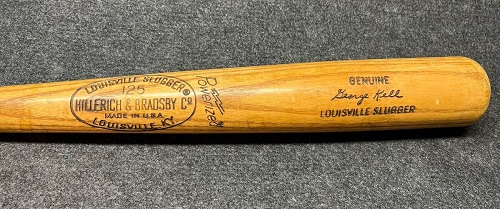 LOUISVILLE SLUGGER®
125
HILLERICH & BRADSBY Cº
MADE IN U.S.A.
LOUISVILLE, KY.
Powerized
GENUINE
George Kell
LOUISVILLE SLUGGER